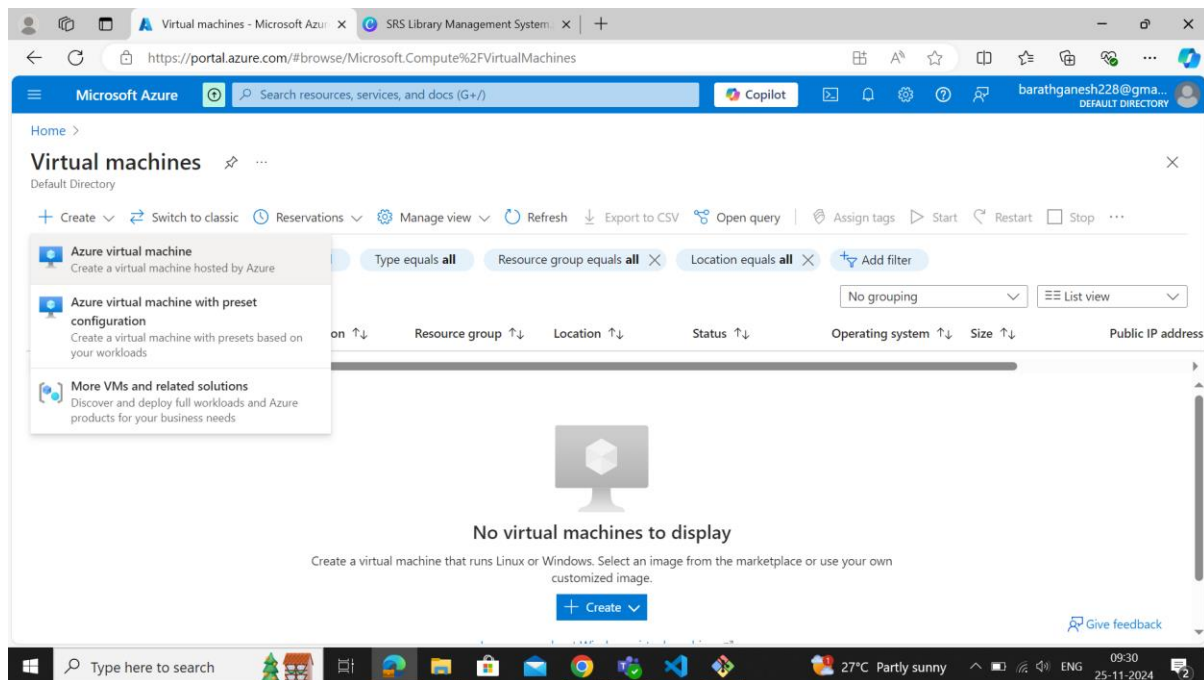 Virtual machines - Microsoft Azur
SRS Library Management System
https://portal.azure.com/#browse/Microsoft.Compute%2FVirtualMachines
Microsoft Azure
Search resources, services, and docs (G+/)
Copilot
barathganesh228@gma...
DEFAULT DIRECTORY
Home >
Virtual machines
Default Directory
Create
Switch to classic
Reservations
Manage view
Refresh
Export to CSV
Open query
Assign tags
Start
Restart
Stop
Azure virtual machine
Create a virtual machine hosted by Azure
Azure virtual machine with preset
configuration
Create a virtual machine with presets based on
your workloads
More VMs and related solutions
Discover and deploy full workloads and Azure
products for your business needs
Type equals all
Resource group equals all
Location equals all
Add filter
No grouping
List view
on
Resource group
Location
Status
Operating system
Size
Public IP address
No virtual machines to display
Create a virtual machine that runs Linux or Windows. Select an image from the marketplace or use your own
customized image.
+ Create
Give feedback
Type here to search
27°C Partly sunny
ENG
09:30
25-11-2024